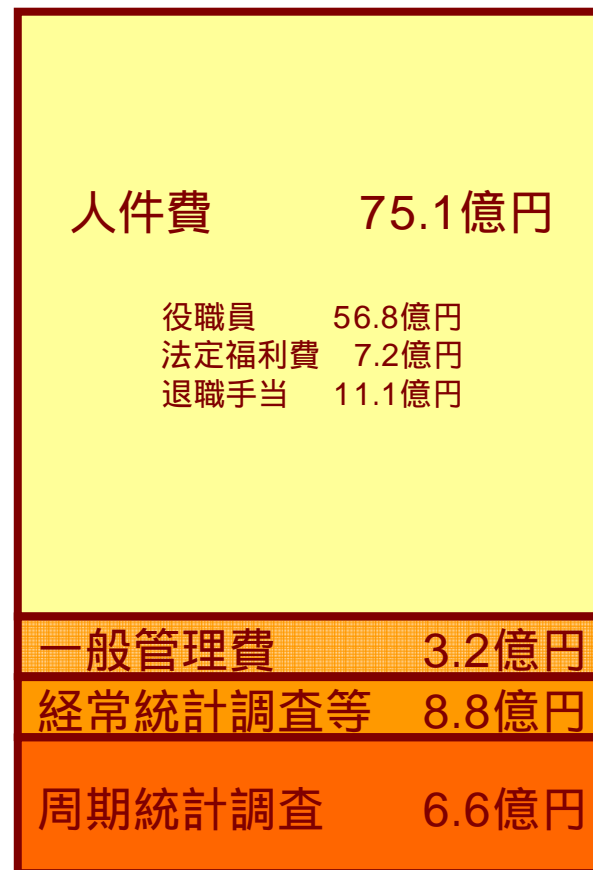 人件費 75.1億円
役職員 56.8億円
法定福利費 7.2億円
退職手当 11.1億円
一般管理費 3.2億円
経常統計調査等 8.8億円
周期統計調査 6.6億円